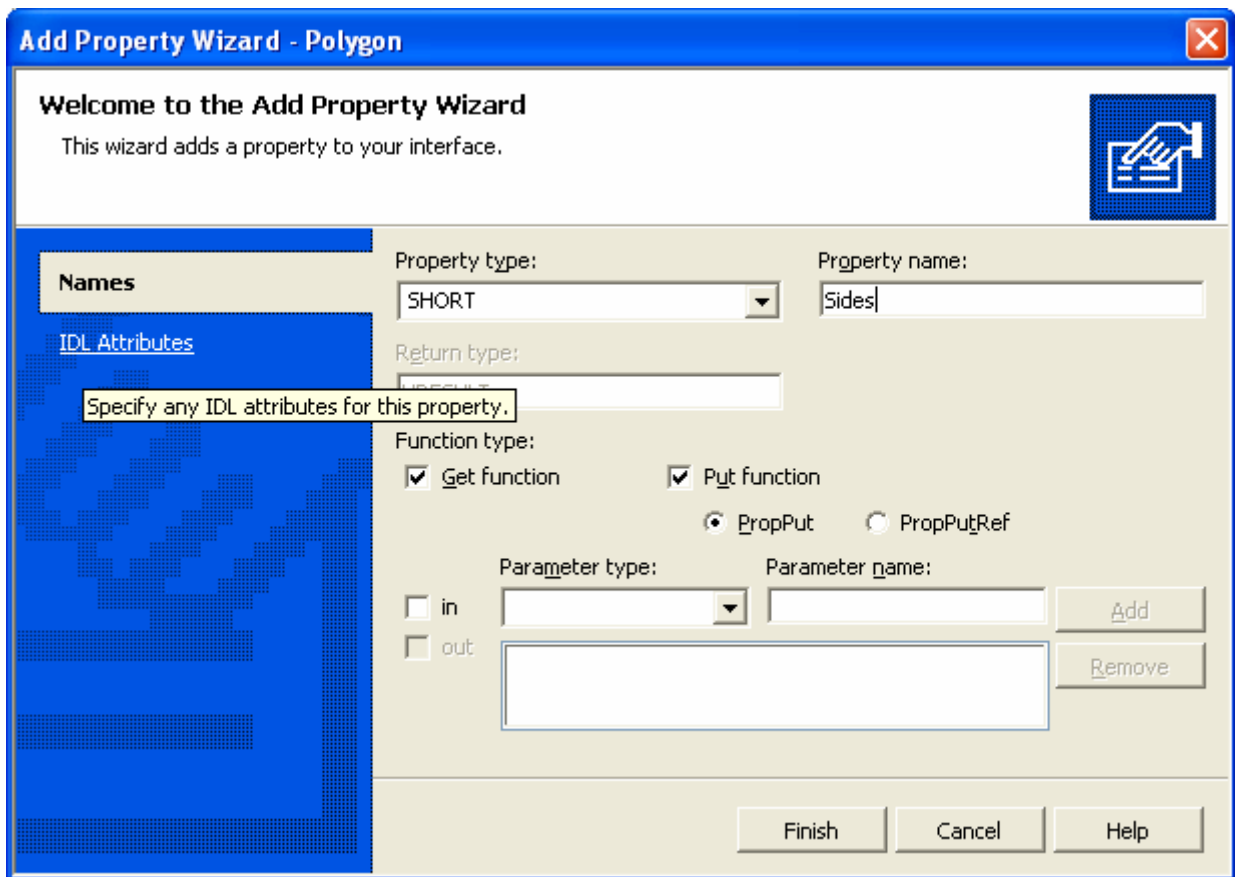 Add Property Wizard - Polygon
Welcome to the Add Property Wizard
This wizard adds a property to your interface.
Names
IDL Attributes
Specify any IDL attributes for this property.
Property type:
Property name:
SHORT
Sides
Return type:
Function type:
Get function
Put function
PropPut
PropPutRef
Parameter type:
Parameter name:
in
out
Add
Remove
Finish
Cancel
Help